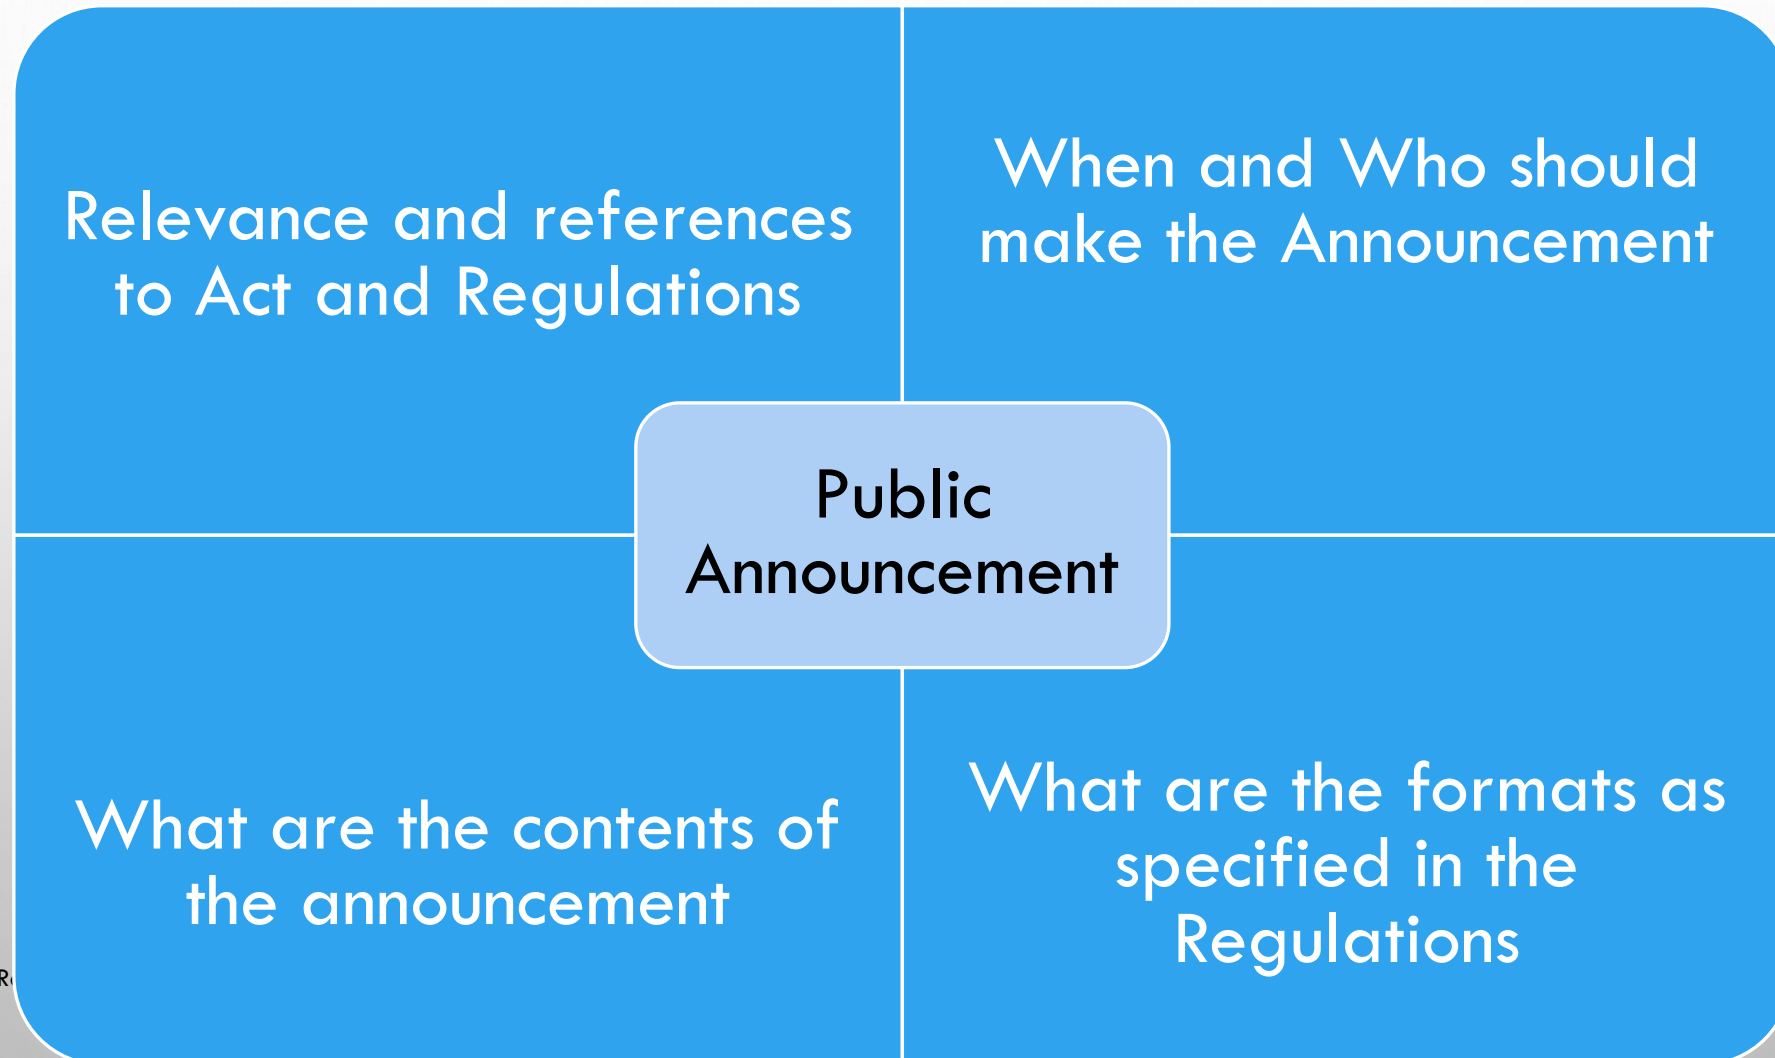 Relevance and references
to Act and Regulations
When and Who should
make the Announcement
Public
Announcement
What are the contents of
the announcement
What are the formats as
specified in the
Regulations